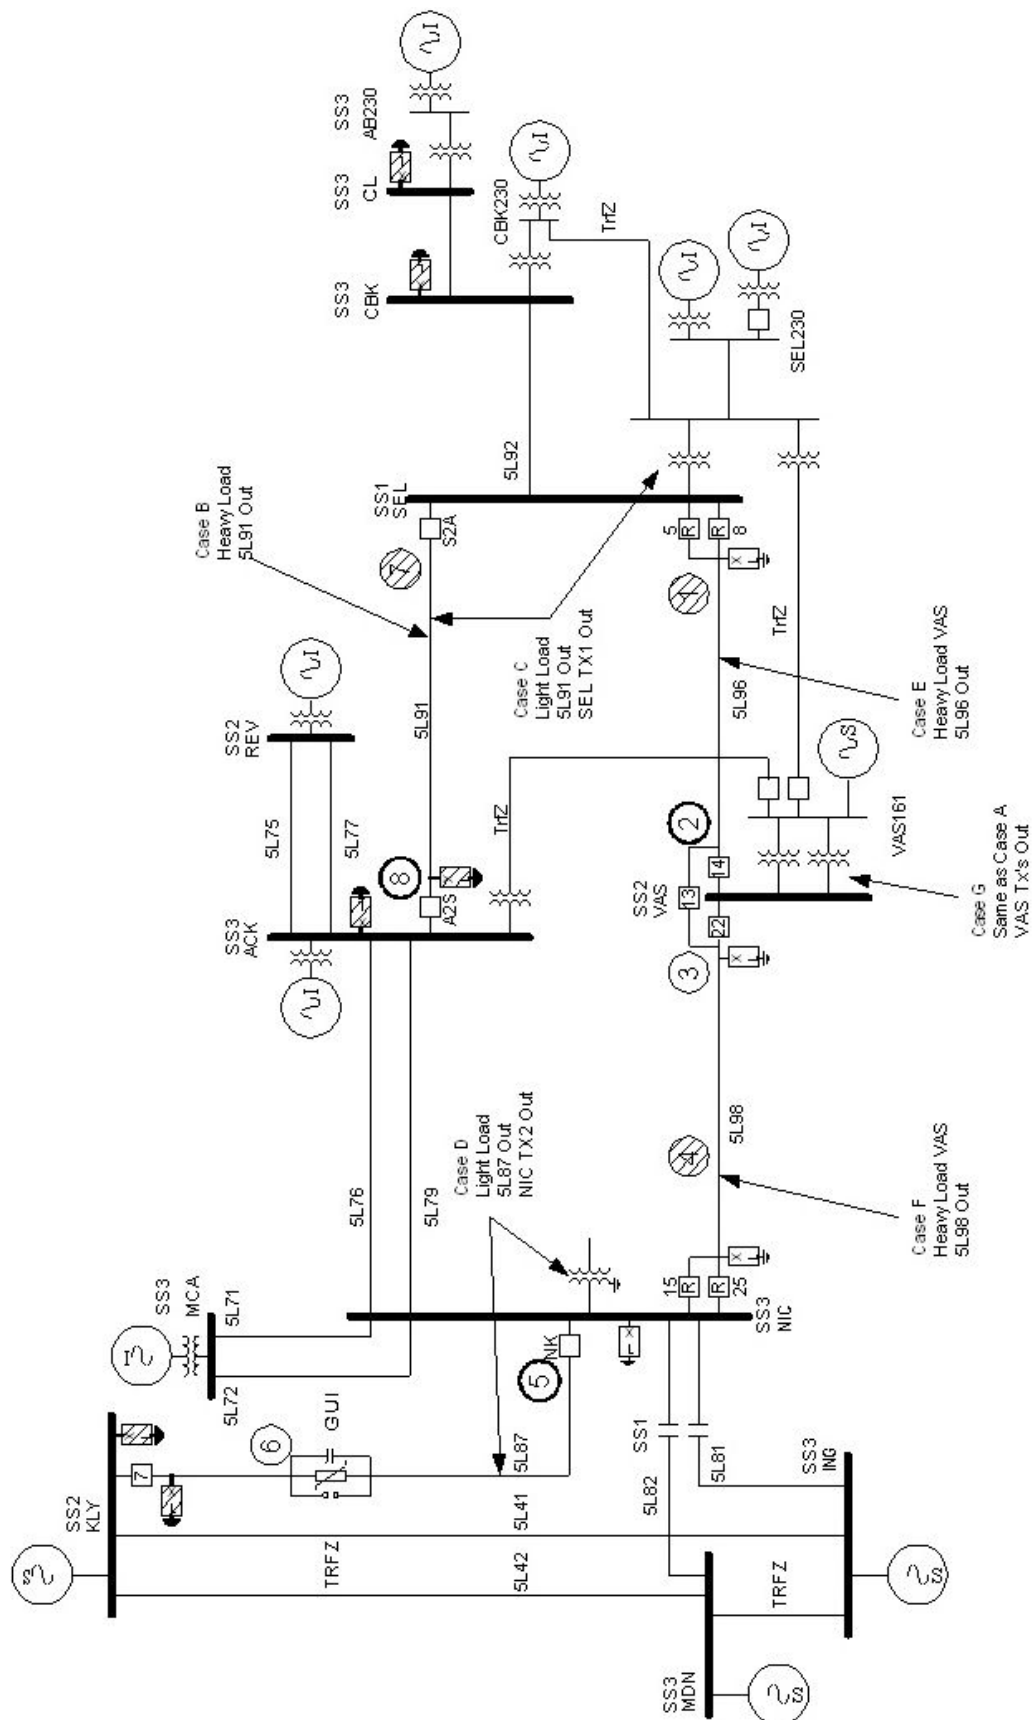 SS3
AB230
SS3
CL
I
I
CBK230
SS3
CBK
TrfZ
I
I
SEL230
5L92
SS1
SEL
Case B
Heavy Load
5L91 Out
S2A
7
5
R
R
8
X
1
Case C
Light Load
5L91 Out
SEL TX1 Out
5L91
5L96
TrfZ
Case E
Heavy Load VAS
5L96 Out
I
SS2
REV
5L75
5L77
TrfZ
S
VAS161
8
A2S
2
14
13
22
SS2
VAS
Case G
Same as Case A
VAS Tx's Out
SS3
ACK
I
3
X
5L76
5L79
Case D
Light Load
5L87 Out
NIC TX2 Out
4
5L98
Case F
Heavy Load VAS
5L98 Out
SS3
MCA
I
5L71
5L72
15
R
R
25
X
SS3
NIC
NK
X
5
SS2
KLY
7
6
GUI
5L87
5L41
5L42
TRFZ
S
SS1
5L82
5L81
SS3
ING
TRFZ
S
SS3
MDN
S